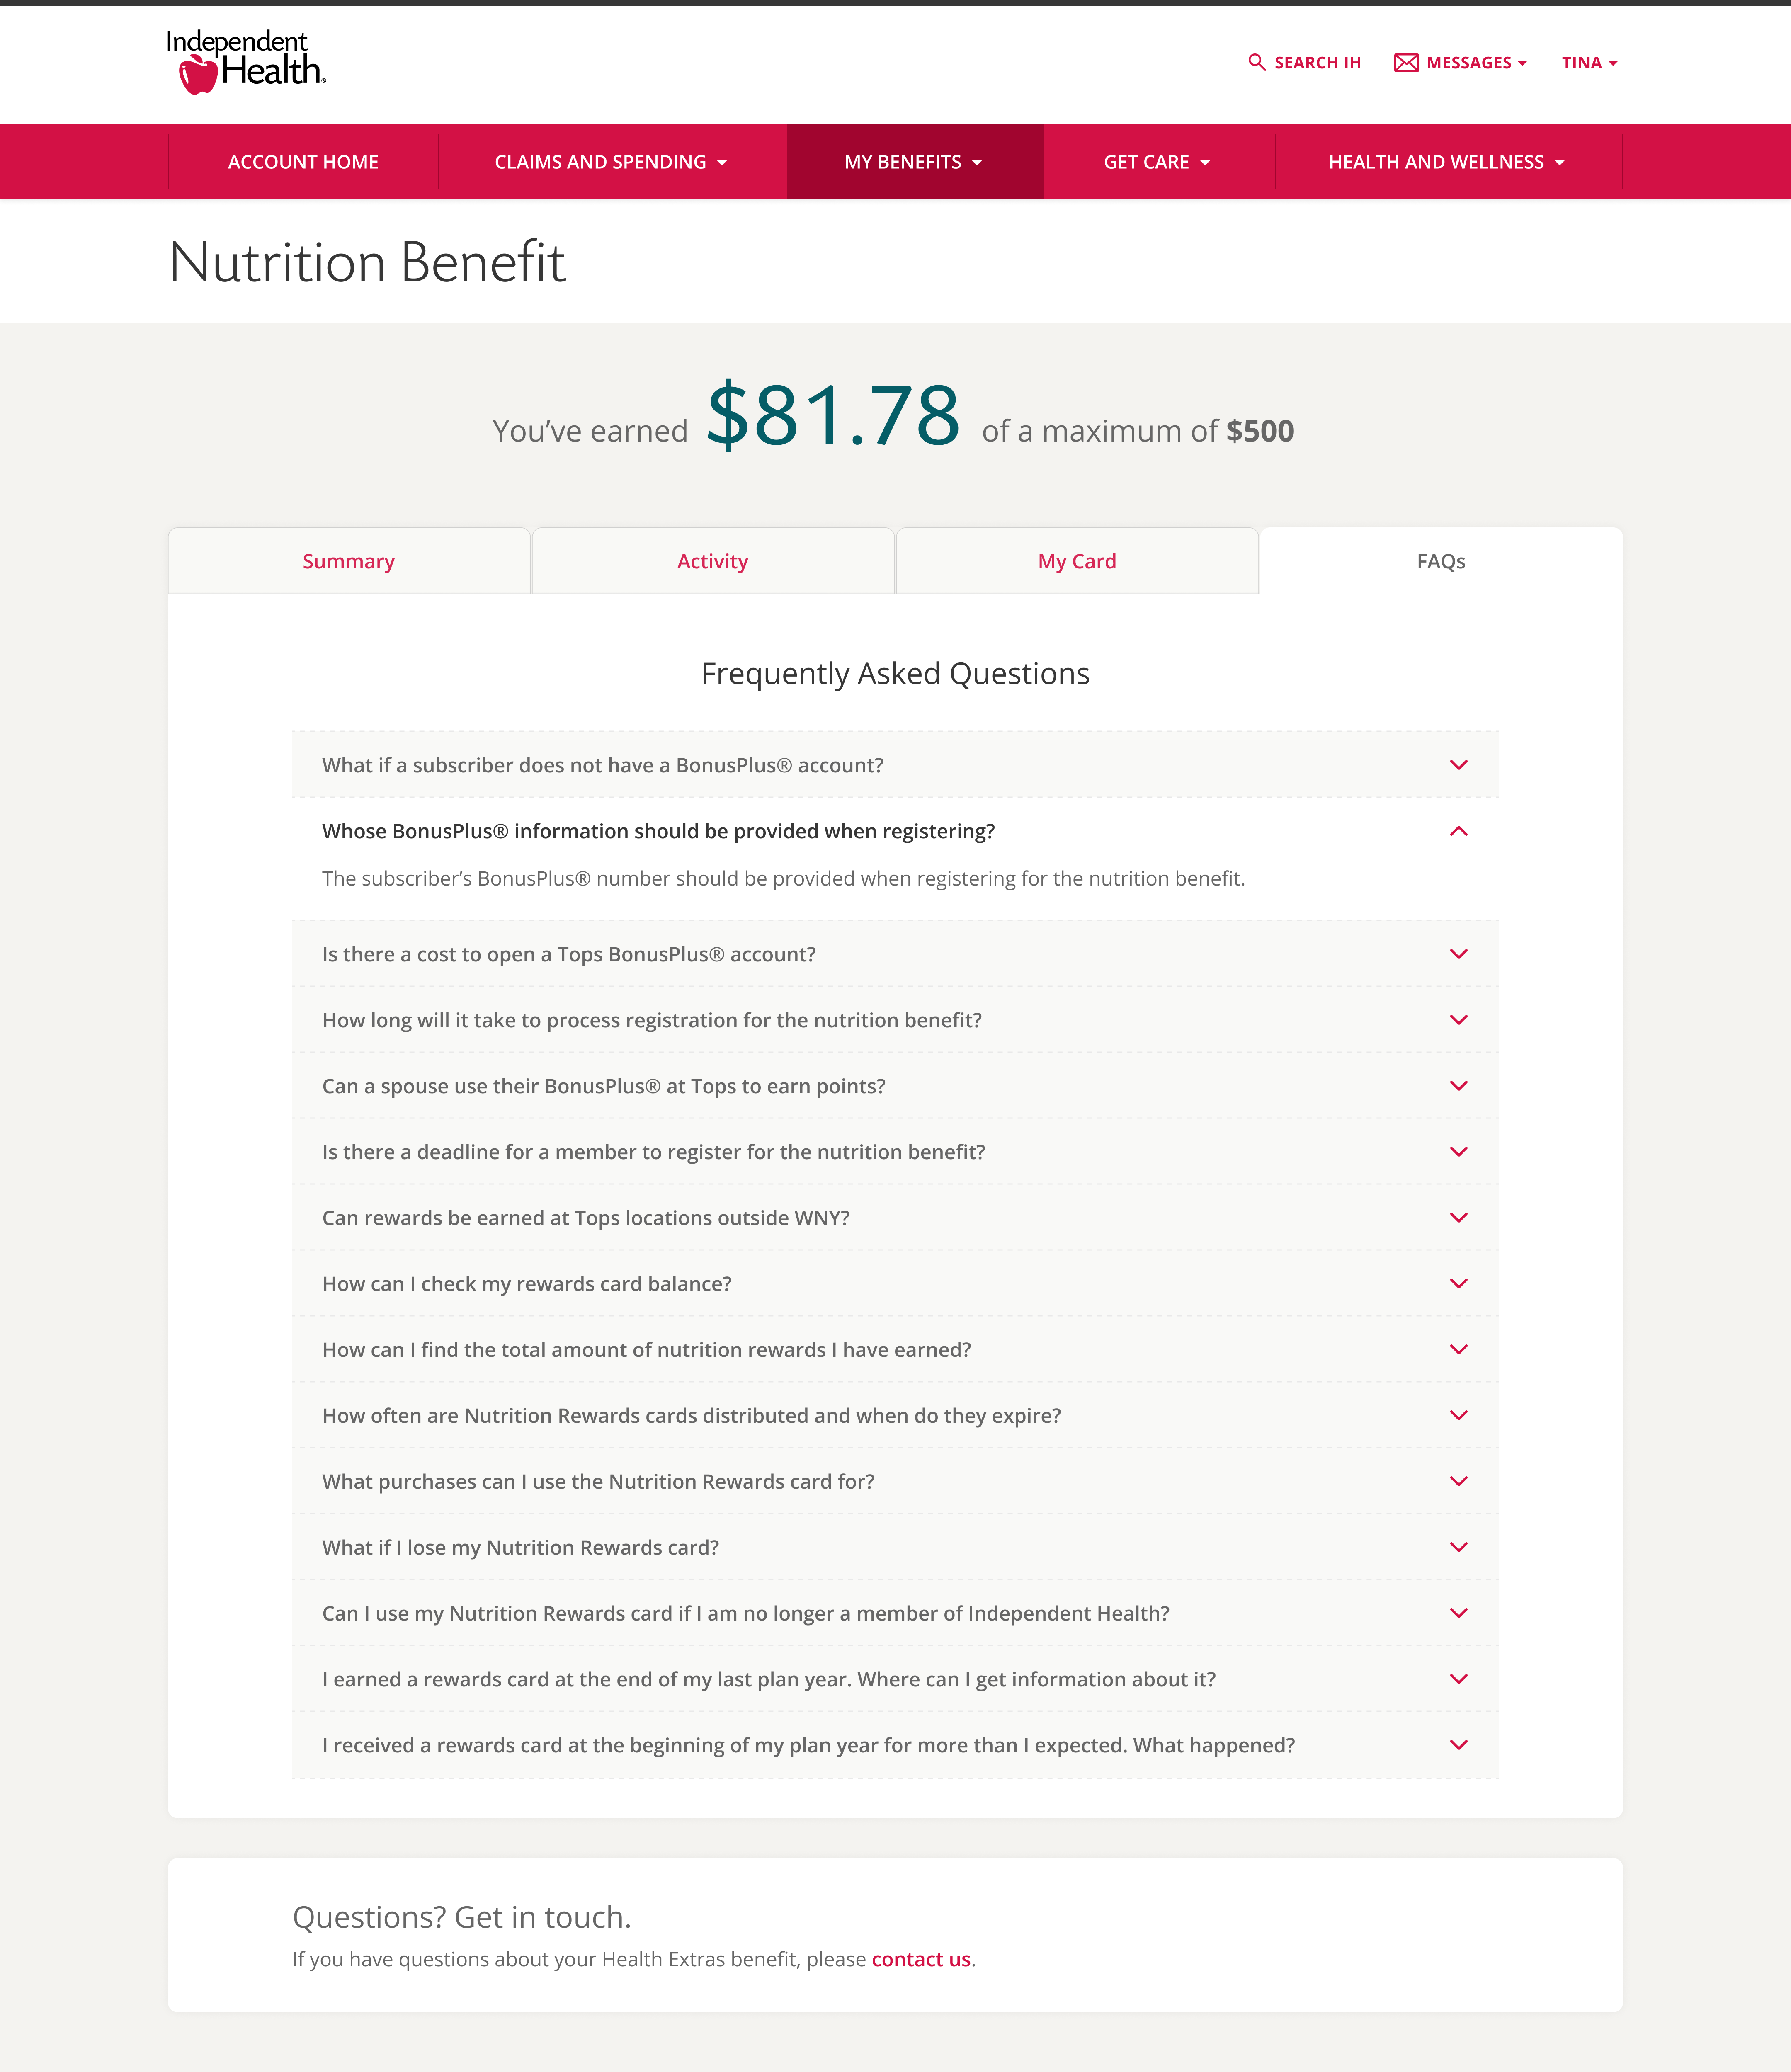 Independent
Health®
SEARCH IH
MESSAGES
TINA
ACCOUNT HOME
CLAIMS AND SPENDING
MY BENEFITS
GET CARE
HEALTH AND WELLNESS
Nutrition Benefit
You’ve earned $81.78 of a maximum of $500
Summary
Activity
My Card
FAQs
Frequently Asked Questions
What if a subscriber does not have a BonusPlus® account?
Whose BonusPlus® information should be provided when registering?
The subscriber’s BonusPlus® number should be provided when registering for the nutrition benefit.
Is there a cost to open a Tops BonusPlus® account?
How long will it take to process registration for the nutrition benefit?
Can a spouse use their BonusPlus® at Tops to earn points?
Is there a deadline for a member to register for the nutrition benefit?
Can rewards be earned at Tops locations outside WNY?
How can I check my rewards card balance?
How can I find the total amount of nutrition rewards I have earned?
How often are Nutrition Rewards cards distributed and when do they expire?
What purchases can I use the Nutrition Rewards card for?
What if I lose my Nutrition Rewards card?
Can I use my Nutrition Rewards card if I am no longer a member of Independent Health?
I earned a rewards card at the end of my last plan year. Where can I get information about it?
I received a rewards card at the beginning of my plan year for more than I expected. What happened?
Questions? Get in touch.
If you have questions about your Health Extras benefit, please contact us.